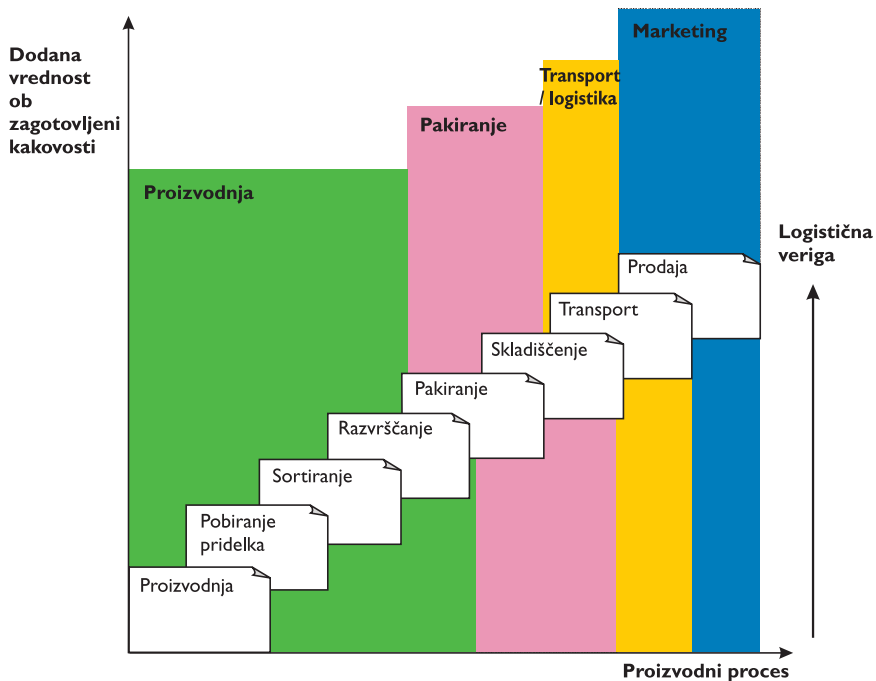 Dodana
vrednost
ob
zagotovljeni
kakovosti
Marketing
Transport
/ logistika
Pakiranje
Proizvodnja
Logistična
veriga
Prodaja
Transport
Skladiščenje
Pakiranje
Razvrščanje
Sortiranje
Pobiranje
pridelka
Proizvodnja
Proizvodni proces